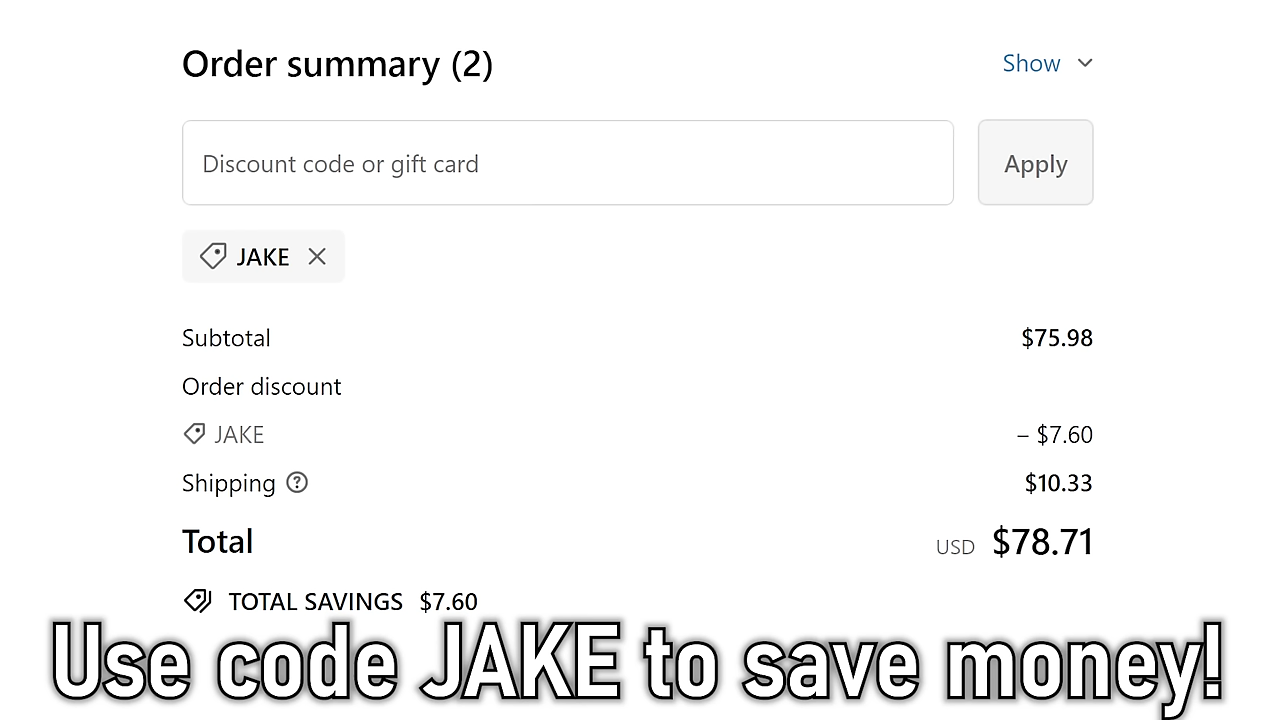 Order summary (2) Show
Discount code or gift card Apply
JAKE
Subtotal $75.98
Order discount
JAKE – $7.60
Shipping $10.33
Total USD $78.71
TOTAL SAVINGS $7.60
Use code JAKE to save money!